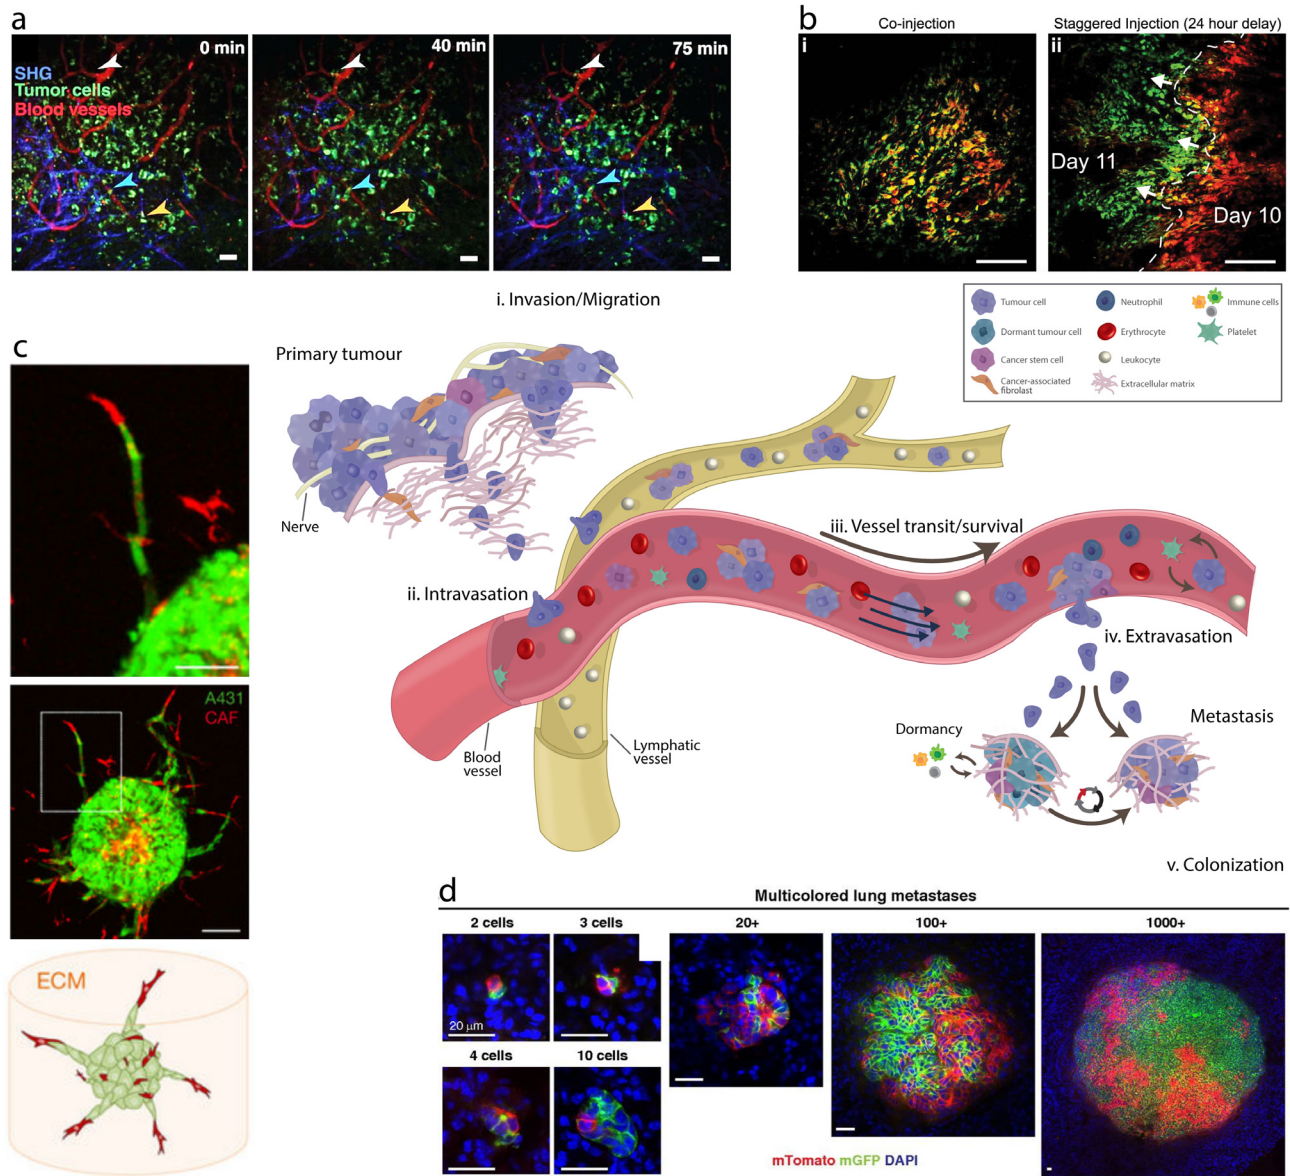 a
0 min
SHG
Tumor cells
Blood vessels
40 min
75 min
b
Co-injection
i
Staggered Injection (24 hour delay)
ii
Day 11
Day 10
i. Invasion/Migration
Tumour cell
Neutrophil
Immune cells
Dormant tumour cell
Erythrocyte
Platelet
Cancer stem cell
Leukocyte
Cancer-associated
fibrolast
Extracellular matrix
c
A431
CAF
ECM
Primary tumour
Nerve
ii. Intravasation
iii. Vessel transit/survival
iv. Extravasation
Blood
vessel
Lymphatic
vessel
Dormancy
Metastasis
v. Colonization
d
Multicolored lung metastases
2 cells
3 cells
20+
100+
1000+
20 µm
4 cells
10 cells
mTomato mGFP DAPI